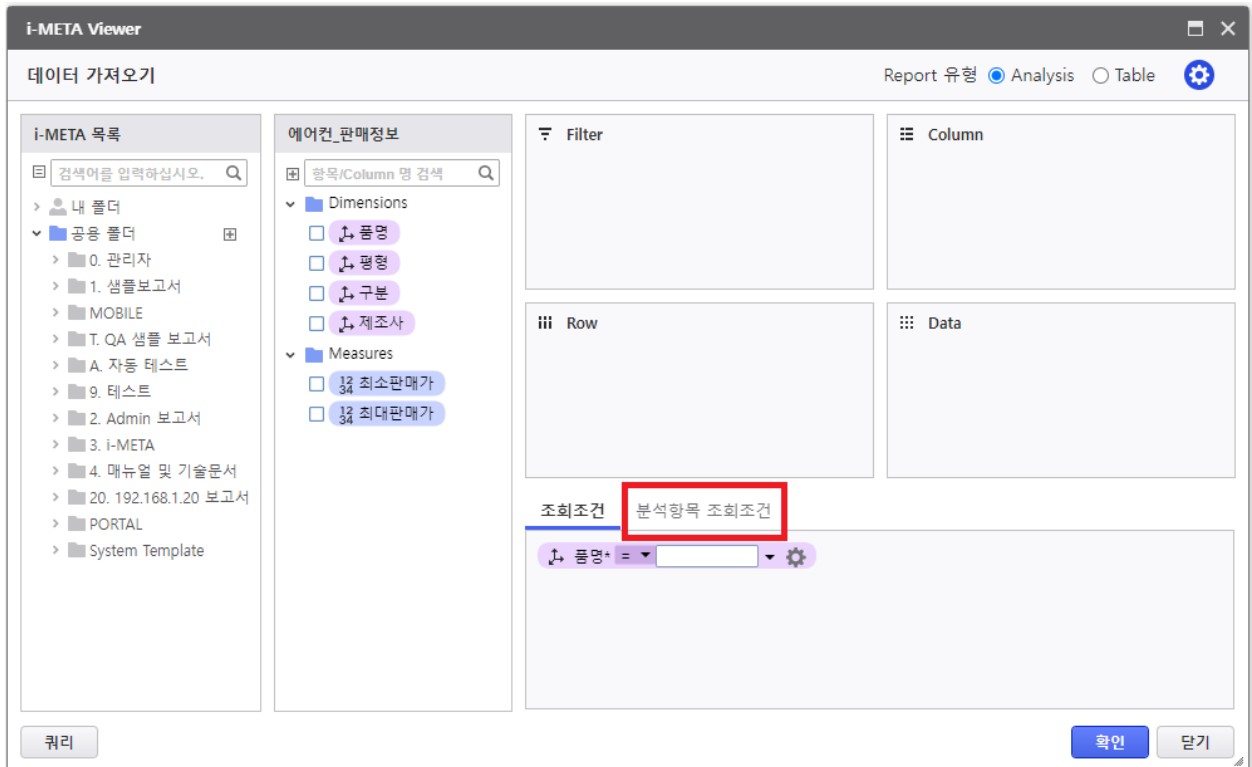 i-META Viewer
데이터 가져오기
Report 유형 Analysis Table
i-META 목록
검색어를 입력하십시오.
내 폴더
공용 폴더
0. 관리자
1. 샘플보고서
MOBILE
T. QA 샘플 보고서
A. 자동 테스트
9. 테스트
2. Admin 보고서
3. i-META
4. 매뉴얼 및 기술문서
20. 192.168.1.20 보고서
PORTAL
System Template
에어컨_판매정보
항목/Column 명 검색
Dimensions
품명
평형
구분
제조사
Measures
12 34 최소판매가
12 34 최대판매가
Filter
Column
Row
Data
조회조건 분석항목 조회조건
품명* =
쿼리
확인 닫기